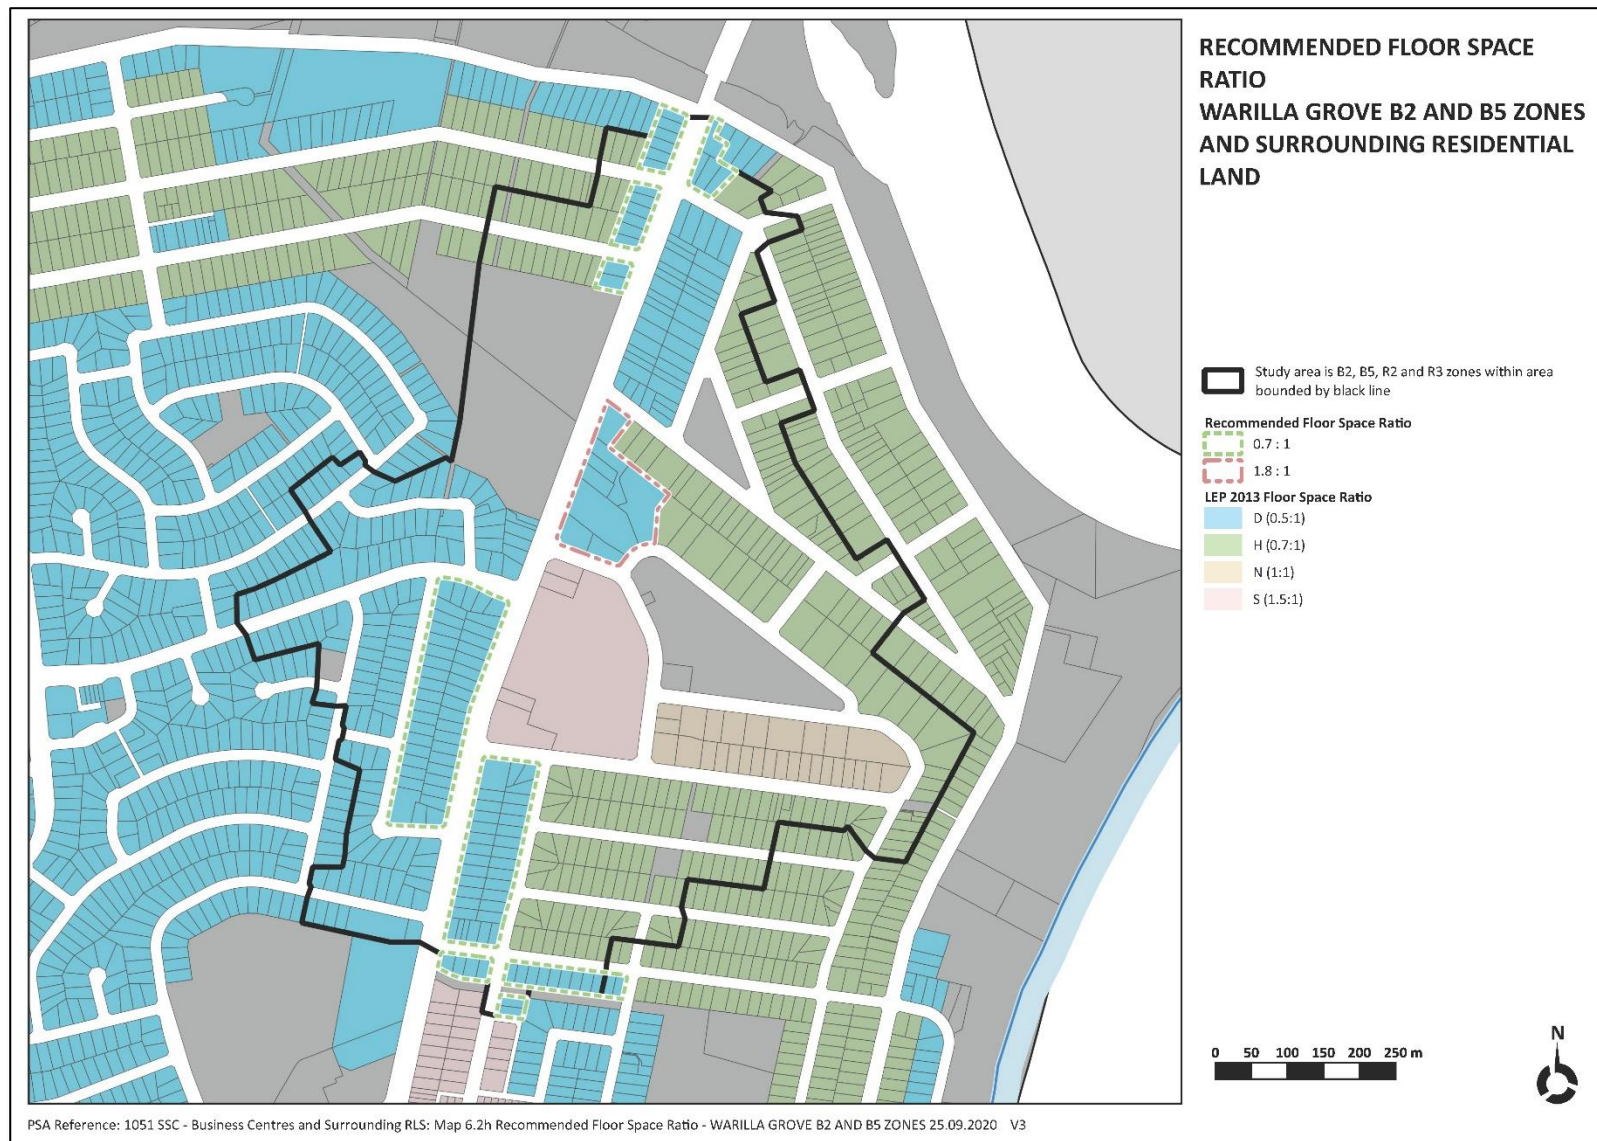 RECOMMENDED FLOOR SPACE
RATIO
WARILLA GROVE B2 AND B5 ZONES
AND SURROUNDING RESIDENTIAL
LAND
Study area is B2, B5, R2 and R3 zones within area
bounded by black line
Recommended Floor Space Ratio
0.7 : 1
1.8 : 1
LEP 2013 Floor Space Ratio
D (0.5:1)
H (0.7:1)
N (1:1)
S (1.5:1)
0 50 100 150 200 250 m
N
PSA Reference: 1051 SSC - Business Centres and Surrounding RLS: Map 6.2h Recommended Floor Space Ratio - WARILLA GROVE B2 AND B5 ZONES 25.09.2020 V3